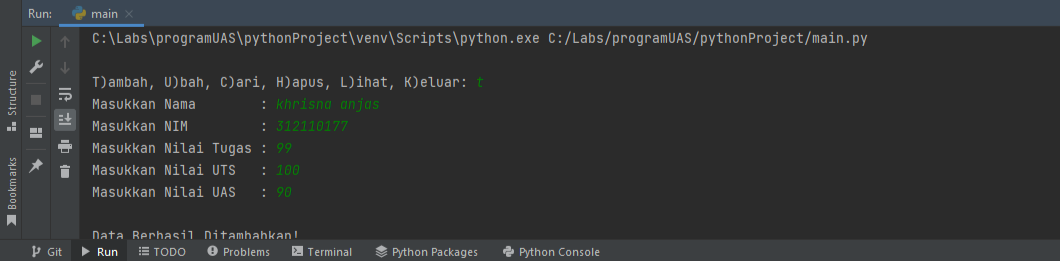 Run: main
C:\Labs\programUAS\pythonProject\venv\Scripts\python.exe C:/Labs/programUAS/pythonProject/main.py
T)ambah, U)bah, C)ari, H)apus, L)ihat, K)eluar: t
Masukkan Nama : khrisna anjas
Masukkan NIM : 312110177
Masukkan Nilai Tugas : 99
Masukkan Nilai UTS : 100
Masukkan Nilai UAS : 90
Data Berhasil Ditambahkan!
Structure
Bookmarks
Git Run TODO Problems Terminal Python Packages Python Console